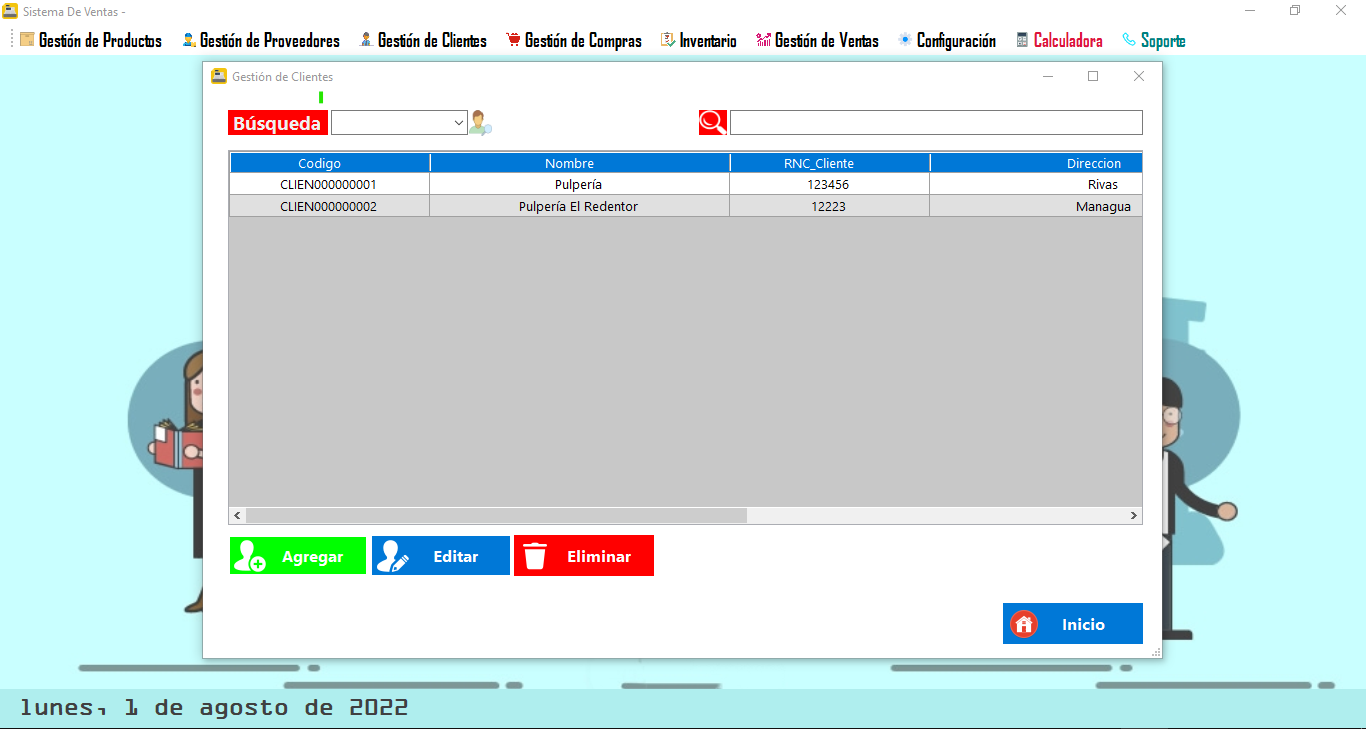 Sistema De Ventas -
Gestión de Productos Gestión de Proveedores Gestión de Clientes Gestión de Compras Inventario Gestión de Ventas Configuración Calculadora Soporte
Gestión de Clientes
Búsqueda
Codigo Nombre RNC_Cliente Direccion
CLIEN000000001 Pulpería 123456 Rivas
CLIEN000000002 Pulpería El Redentor 12223 Managua
Agregar Editar Eliminar
Inicio
lunes, 1 de agosto de 2022